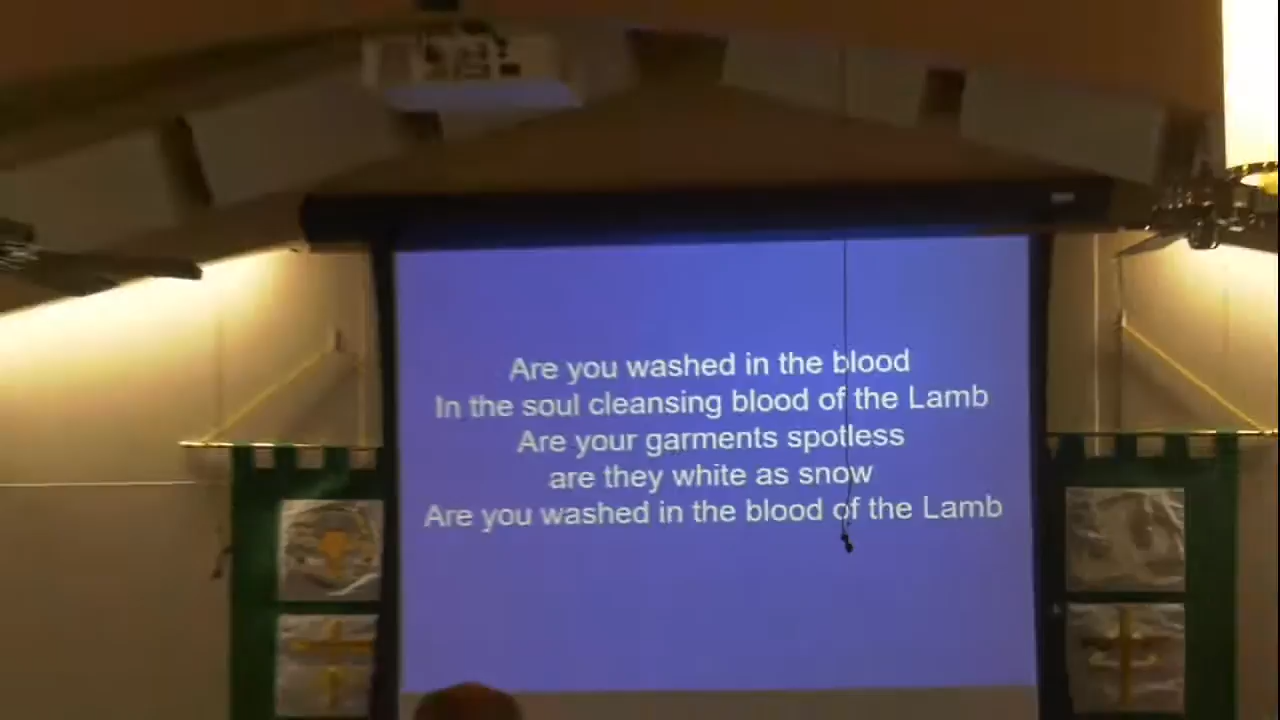 Are you washed in the blood
In the soul cleansing blood of the Lamb
Are your garments spotless
are they white as snow
Are you washed in the blood of the Lamb